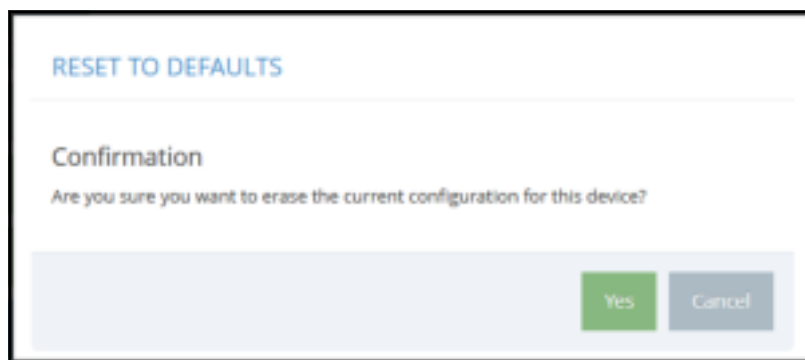 RESET TO DEFAULTS
Confirmation
Are you sure you want to erase the current configuration for this device?
Yes Cancel